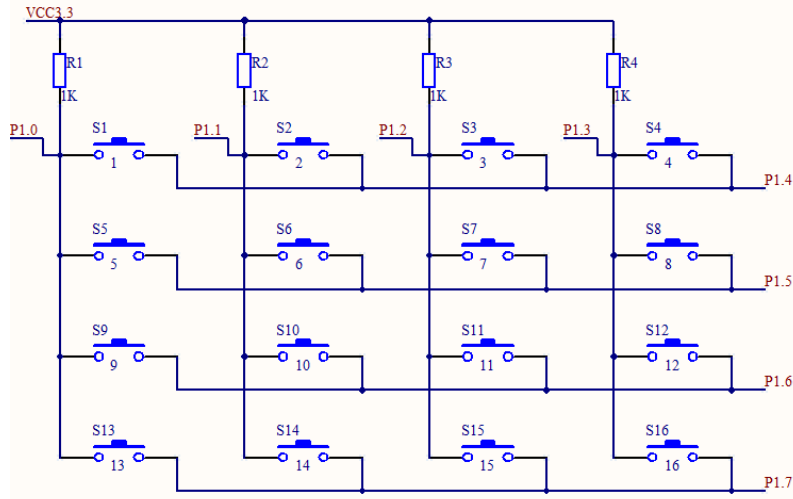 VCC3.3
R1 R2 R3 R4
1K 1K 1K 1K
P1.0 S1 P1.1 S2 P1.2 S3 P1.3 S4
1 2 3 4
P1.4
S5 S6 S7 S8
5 6 7 8
P1.5
S9 S10 S11 S12
9 10 11 12
P1.6
S13 S14 S15 S16
13 14 15 16
P1.7